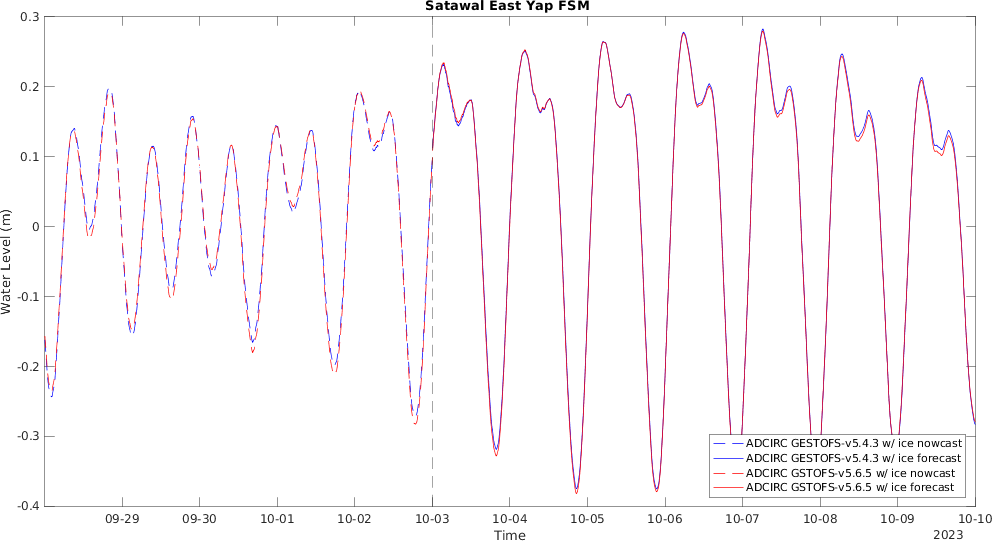 Satawal East Yap FSM
Water Level (m)
0.3
0.2
0.1
0
-0.1
-0.2
-0.3
-0.4
ADCIRC GESTOFS-v5.4.3 w/ ice nowcast
ADCIRC GESTOFS-v5.4.3 w/ ice forecast
ADCIRC GSTOFS-v5.6.5 w/ ice nowcast
ADCIRC GSTOFS-v5.6.5 w/ ice forecast
09-29 09-30 10-01 10-02 10-03 10-04 10-05 10-06 10-07 10-08 10-09 10-10
Time
2023